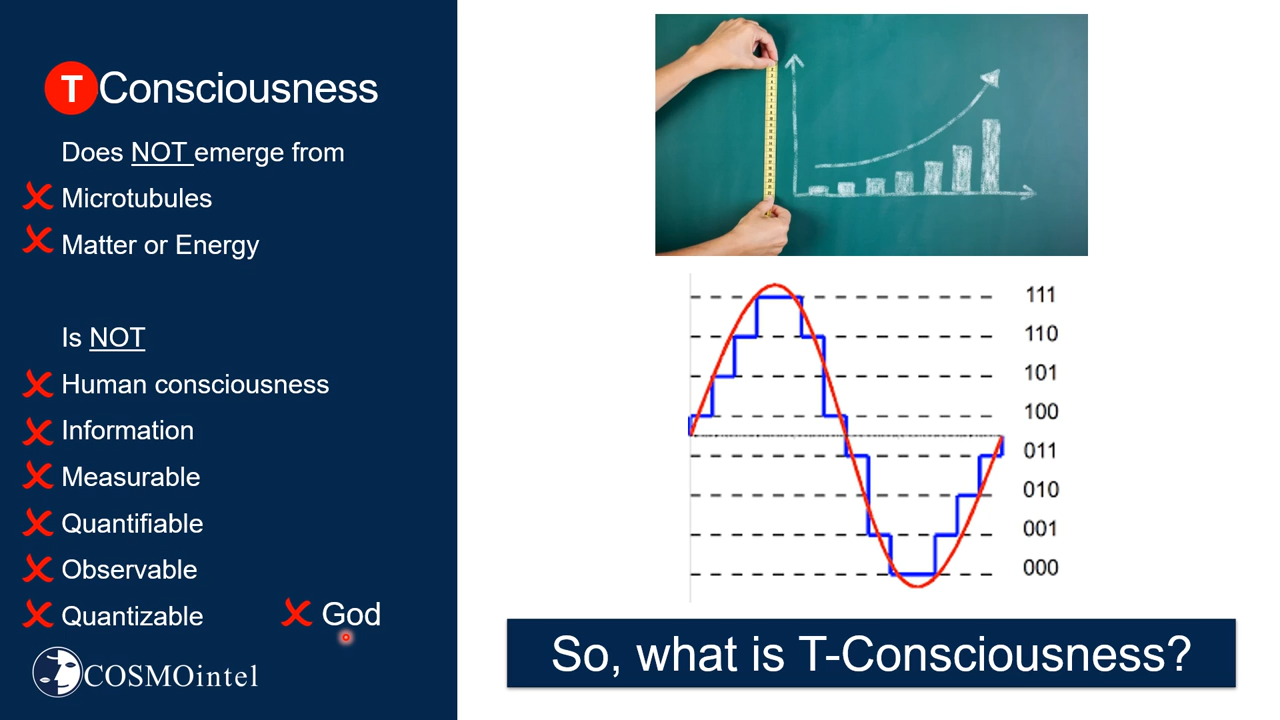 T Consciousness
Does NOT emerge from
Microtubules
Matter or Energy
Is NOT
Human consciousness
Information
Measurable
Quantifiable
Observable
Quantizable
God
COSMOintel
111
110
101
100
011
010
001
000
So, what is T-Consciousness?